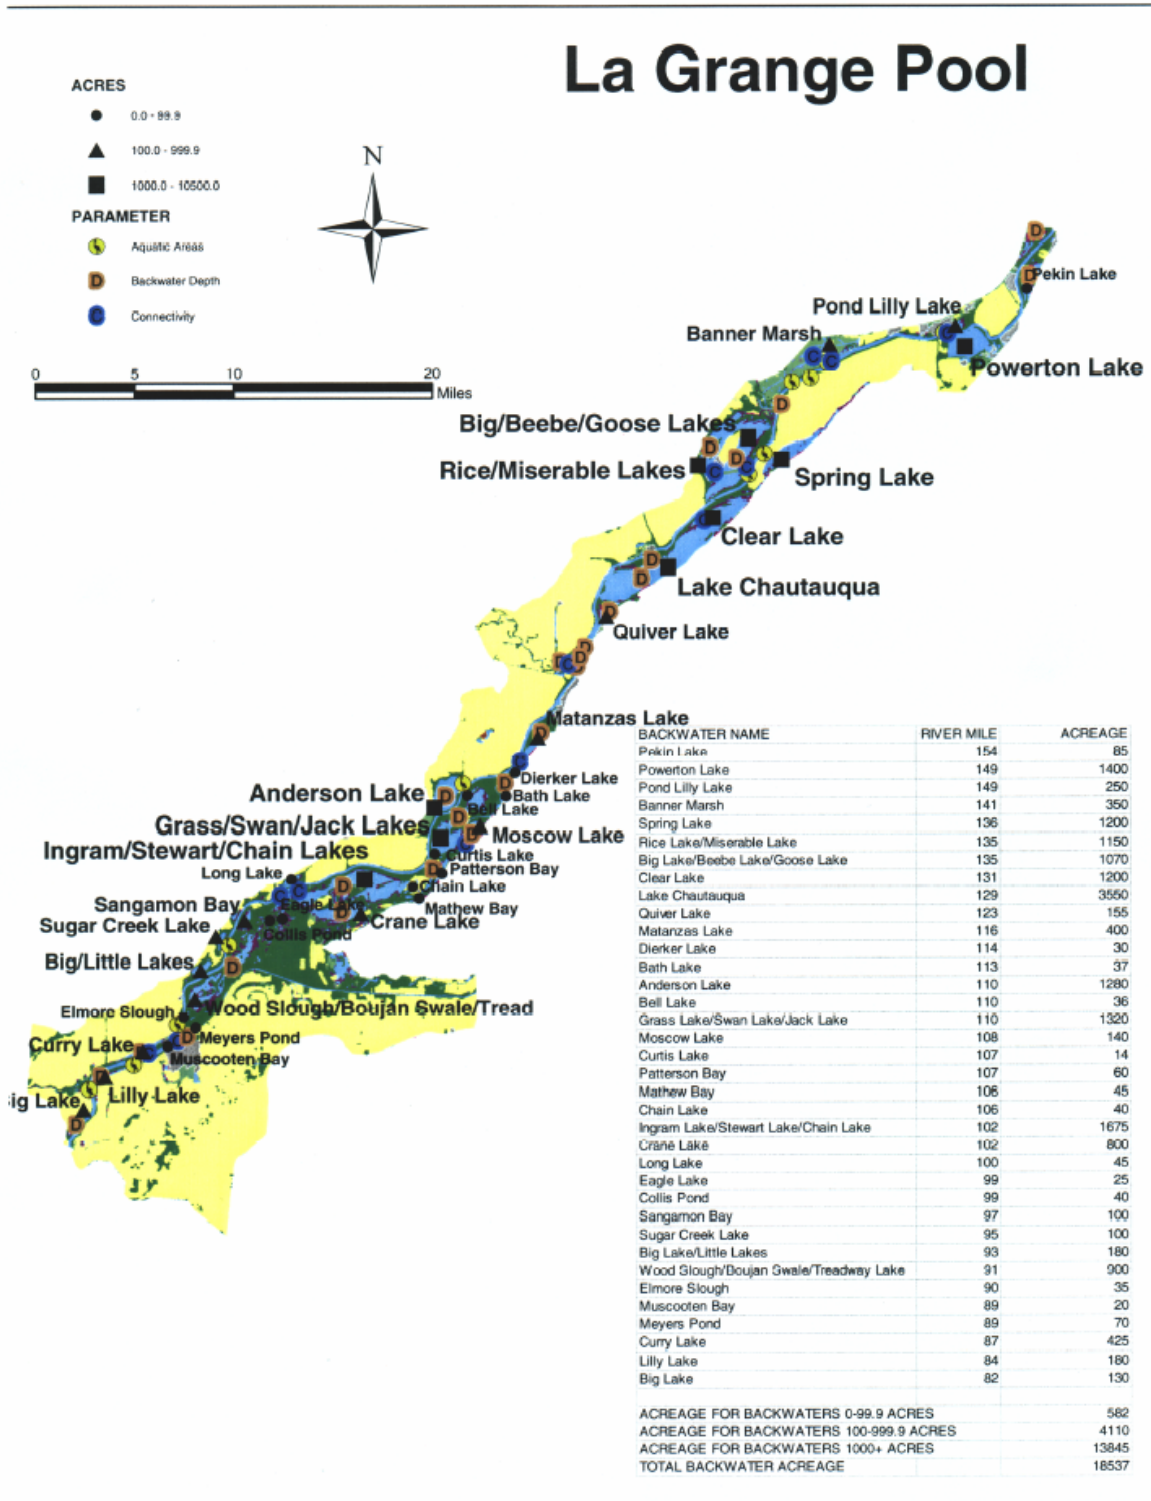 La Grange Pool
ACRES
0.0 - 99.9
100.0 - 999.9
1000.0 - 10500.0
PARAMETER
Aquatic Areas
D Backwater Depth
C Connectivity
N
0 5 10 20
Miles
Pekin Lake
Pond Lilly Lake
Banner Marsh
Powerton Lake
Big/Beebe/Goose Lakes
Rice/Miserable Lakes
Spring Lake
Clear Lake
Lake Chautauqua
Quiver Lake
Matanzas Lake
Dierker Lake
Anderson Lake
Bath Lake
Bell Lake
Grass/Swan/Jack Lakes
Moscow Lake
Ingram/Stewart/Chain Lakes
Curtis Lake
Long Lake
Patterson Bay
Chain Lake
Sangamon Bay
Eagle Lake
Mathew Bay
Sugar Creek Lake
Crane Lake
Collis Pond
Big/Little Lakes
Wood Slough/Boujan Swale/Tread
Elmore Slough
Meyers Pond
Curry Lake
Muscooten Bay
ig Lake
Lilly Lake
BACKWATER NAME RIVER MILE ACREAGE
Pekin Lake 154 85
Powerton Lake 149 1400
Pond Lilly Lake 149 250
Banner Marsh 141 350
Spring Lake 136 1200
Rice Lake/Miserable Lake 135 1150
Big Lake/Beebe Lake/Goose Lake 135 1070
Clear Lake 131 1200
Lake Chautauqua 129 3550
Quiver Lake 123 155
Matanzas Lake 116 400
Dierker Lake 114 30
Bath Lake 113 37
Anderson Lake 110 1280
Bell Lake 110 36
Grass Lake/Swan Lake/Jack Lake 110 1320
Moscow Lake 108 140
Curtis Lake 107 14
Patterson Bay 107 60
Mathew Bay 106 45
Chain Lake 106 40
Ingram Lake/Stewart Lake/Chain Lake 102 1675
Crane Lake 102 800
Long Lake 100 45
Eagle Lake 99 25
Collis Pond 99 40
Sangamon Bay 97 100
Sugar Creek Lake 95 100
Big Lake/Little Lakes 93 180
Wood Slough/Boujan Swale/Treadway Lake 91 900
Elmore Slough 90 35
Muscooten Bay 89 20
Meyers Pond 89 70
Curry Lake 87 425
Lilly Lake 84 180
Big Lake 82 130
ACREAGE FOR BACKWATERS 0-99.9 ACRES 582
ACREAGE FOR BACKWATERS 100-999.9 ACRES 4110
ACREAGE FOR BACKWATERS 1000+ ACRES 13845
TOTAL BACKWATER ACREAGE 18537